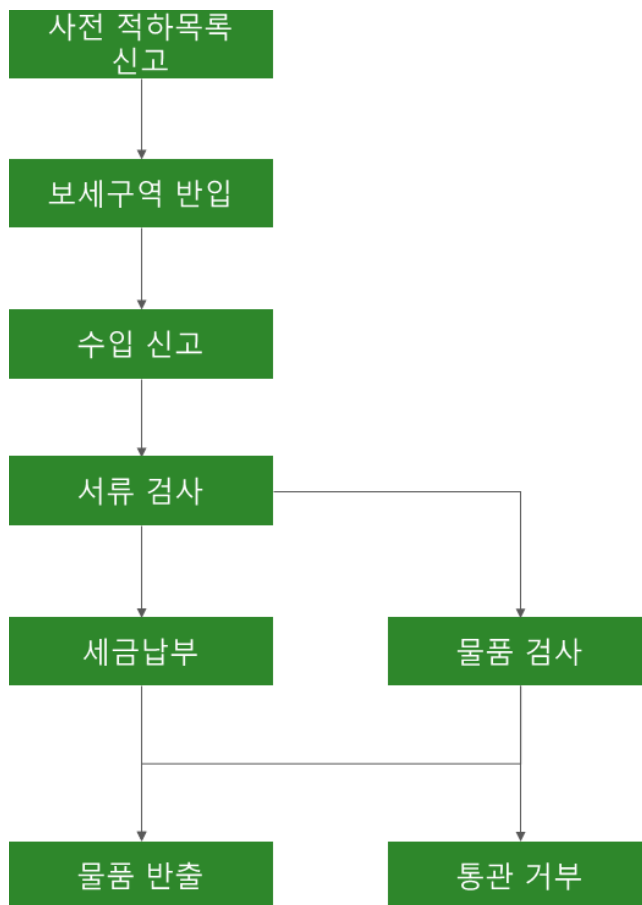 사전 적하목록
신고
보세구역 반입
수입 신고
서류 검사
세금납부
물품 검사
물품 반출
통관 거부